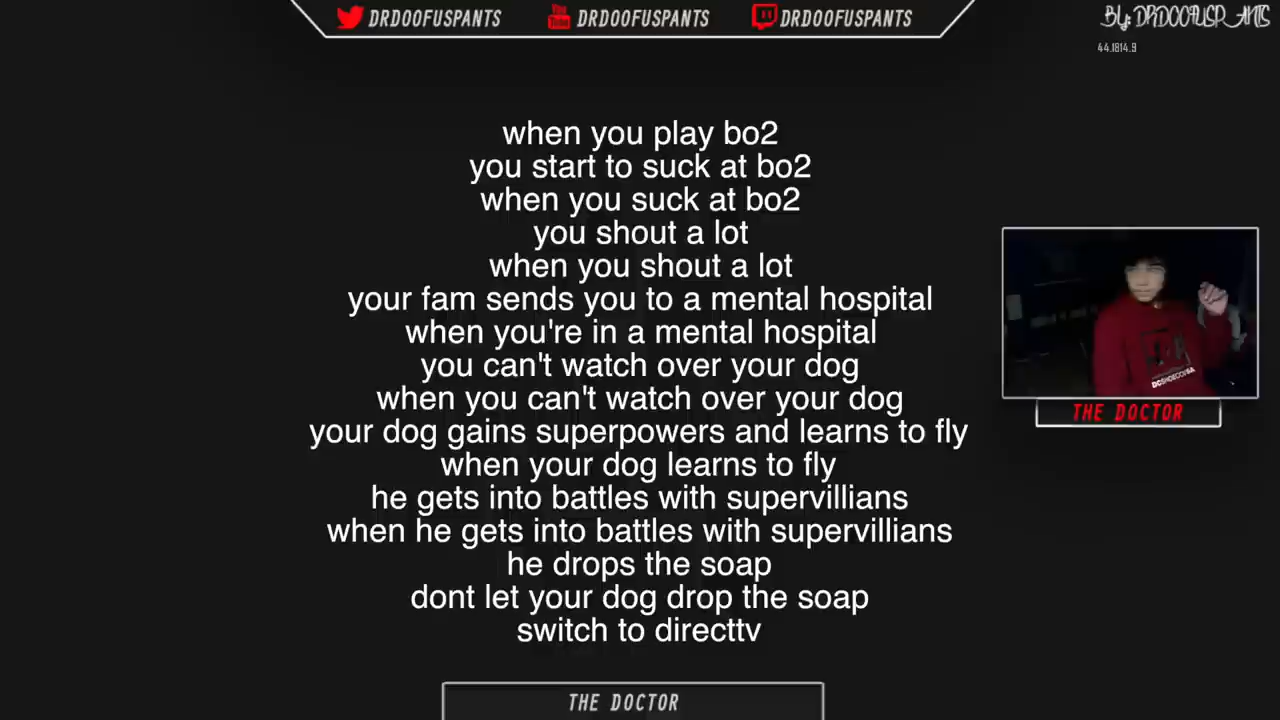 DRDOOFUSPANTS DRDOOFUSPANTS DRDOOFUSPANTS
By: DRDOOFUSPANTS
44.1814.9
when you play bo2
you start to suck at bo2
when you suck at bo2
you shout a lot
when you shout a lot
your fam sends you to a mental hospital
when you're in a mental hospital
you can't watch over your dog
when you can't watch over your dog
your dog gains superpowers and learns to fly
when your dog learns to fly
he gets into battles with supervillians
when he gets into battles with supervillians
he drops the soap
dont let your dog drop the soap
switch to directtv
THE DOCTOR
THE DOCTOR